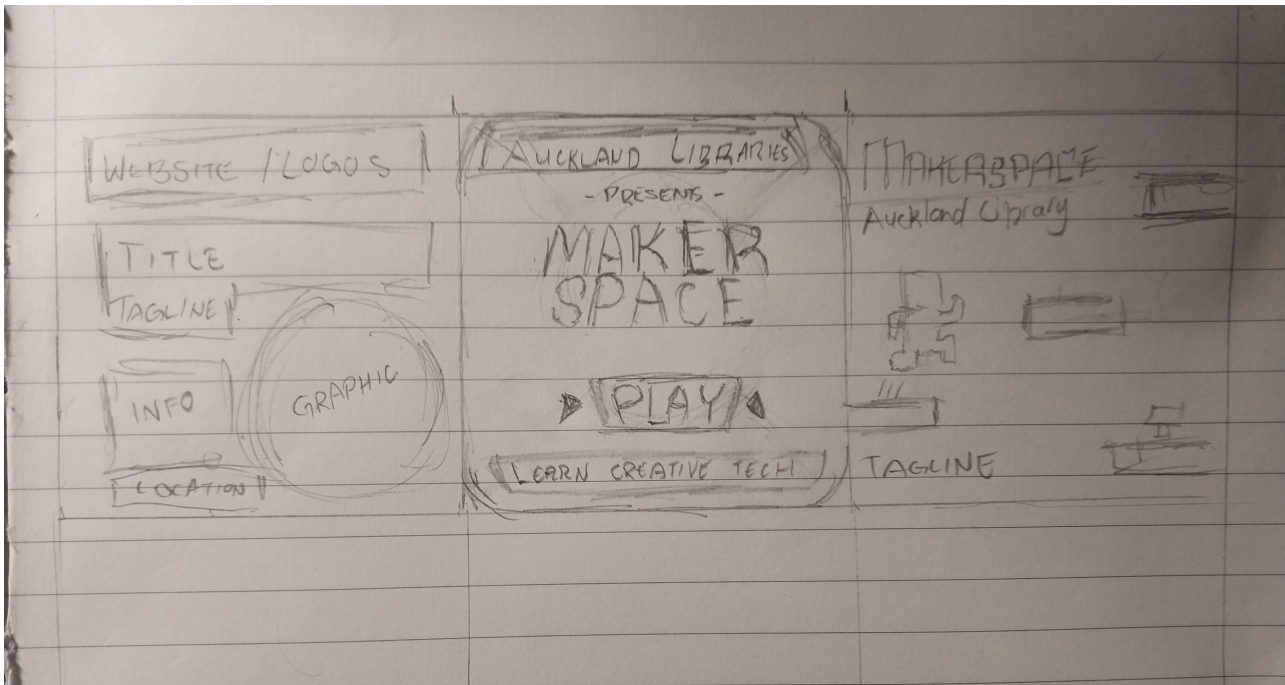 WEBSITE / LOGOS
TITLE
TAGLINE
INFO
GRAPHIC
LOCATION
AUCKLAND LIBRARIES
- PRESENTS -
MAKER
SPACE
PLAY
LEARN CREATIVE TECH
MAKERSPACE
Auckland Library
TAGLINE